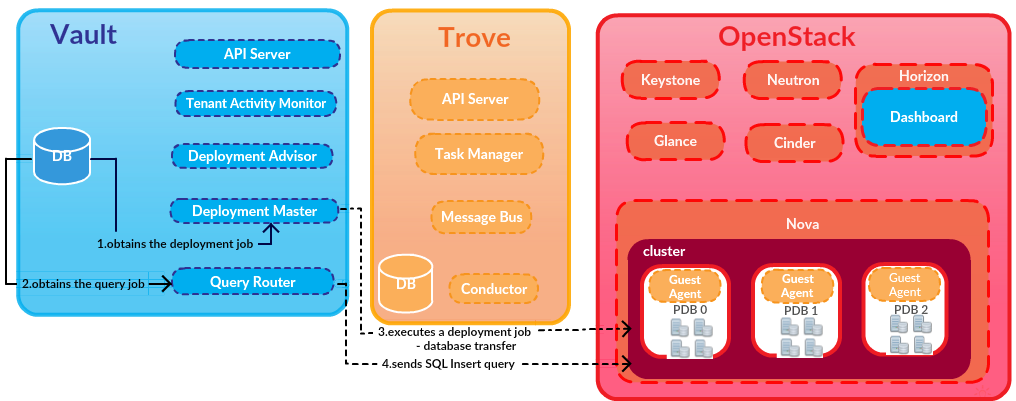 Vault
API Server
Tenant Activity Monitor
DB
Deployment Advisor
Deployment Master
1.obtains the deployment job
2.obtains the query job
Query Router
Trove
API Server
Task Manager
Message Bus
DB
Conductor
3.executes a deployment job
- database transfer
4.sends SQL Insert query
OpenStack
Keystone
Neutron
Horizon
Dashboard
Glance
Cinder
Nova
cluster
Guest
Agent
PDB 0
Guest
Agent
PDB 1
Guest
Agent
PDB 2